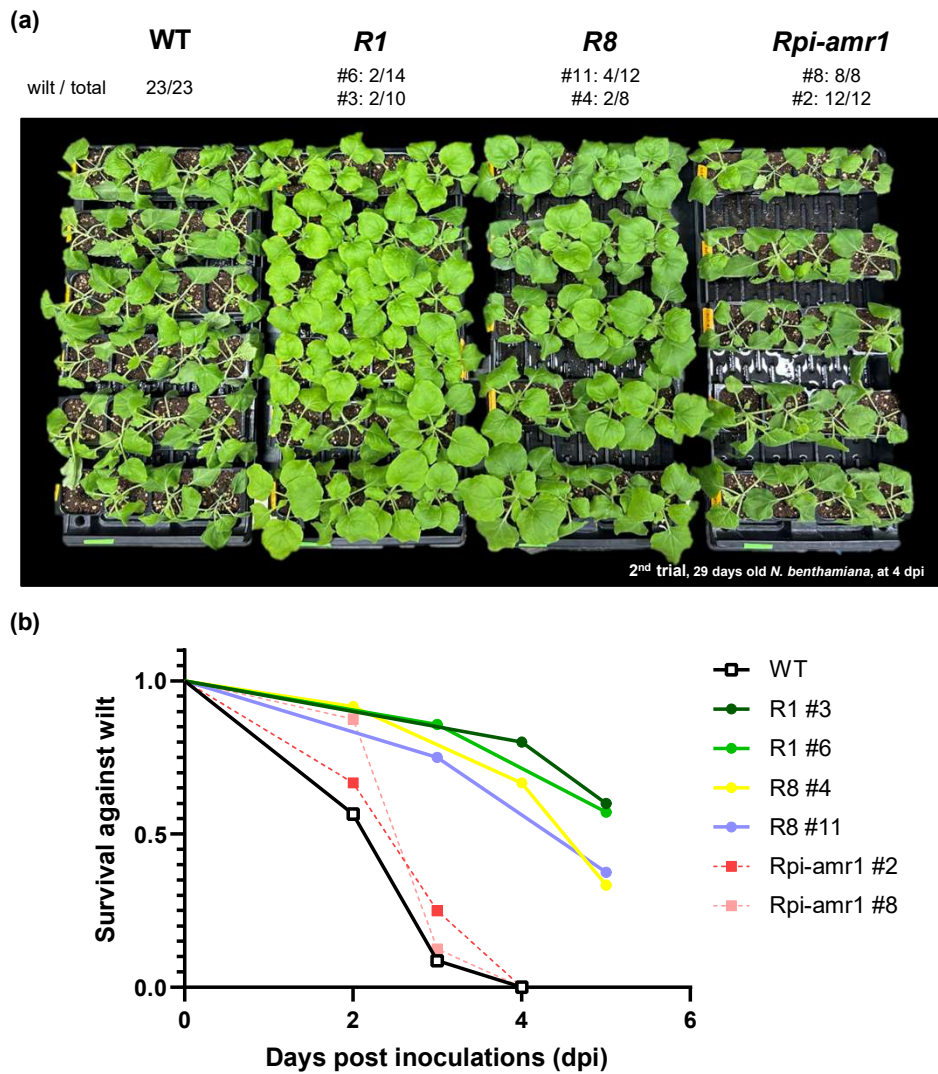 (a)
WT R1 R8 Rpi-amr1
wilt / total 23/23 #6: 2/14 #11: 4/12 #8: 8/8
#3: 2/10 #4: 2/8 #2: 12/12
2nd trial, 29 days old N. benthamiana, at 4 dpi
(b)
Survival against wilt
1.0
0.5
0.0
0 2 4 6
Days post inoculations (dpi)
WT
R1 #3
R1 #6
R8 #4
R8 #11
Rpi-amr1 #2
Rpi-amr1 #8